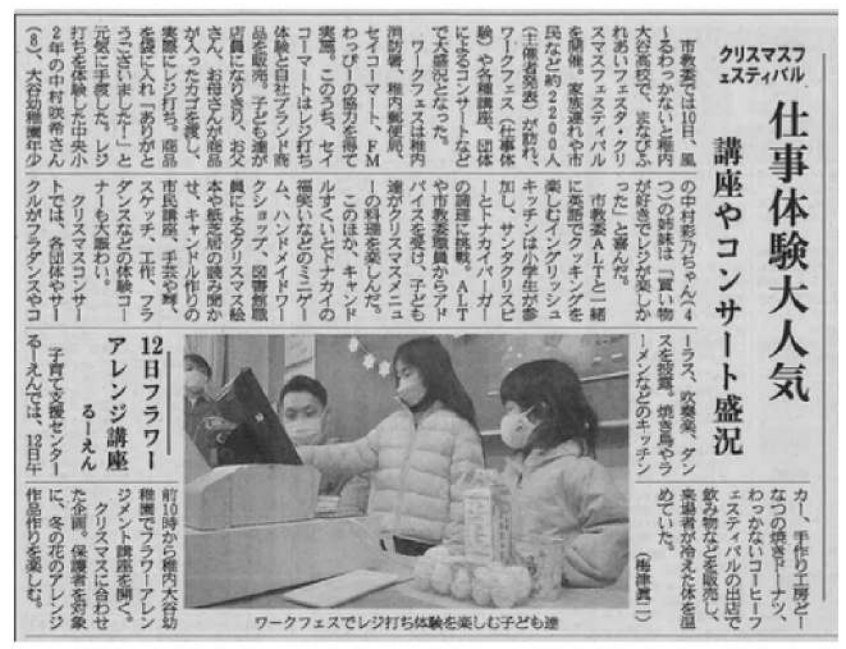 クリスマスフ
ェスティバル
仕事体験大人気
講座やコンサート盛況
市教委では10日、風
〜るわっかないと稚内
大谷高校で、まなびふ
れあいフェスタ・クリ
スマスフェスティバル
を開催。家族連れや市
民など約２２００人
（主催者発表）が訪れ、
ワークフェス（仕事体
験）や各種講座、団体
によるコンサートなど
で大盛況となった。
ワークフェスは稚内
消防署、稚内郵便局、
セイコーマート、ＦＭ
わっぴーの協力を得て
実施。このうち、セイ
コーマートはレジ打ち
体験と自社ブランド商
品を販売。子ども達が
店員になりきり、お父
さん、お母さんが商品
が入ったカゴを渡し、
実際にレジ打ち。商品
を袋に入れ「ありがと
うございました！」と
元気に手渡した。レジ
打ちを体験した中央小
２年の中村咲希さん
（８）、大谷幼稚園年少
の中村彩乃ちゃん（４
つ）の姉妹は「買い物
が好きでレジが楽しか
った」と喜んだ。
市教委ＡＬＴと一緒
に英語でクッキングを
楽しむイングリッシュ
キッチンは小学生が参
加し、サンタクリスピ
ーとトナカイバーガー
の調理に挑戦。ＡＬＴ
や市教委職員からアド
バイスを受け、子ども
達がクリスマスメニュ
ーの料理を楽しんだ。
このほか、キャンド
ルすくいとトナカイの
福笑いなどのミニゲー
ム、ハンドメイドワー
クショップ、図書館職
員によるクリスマス絵
本や紙芝居の読み聞か
せ、キャンドル作りの
市民講座、手芸や琴、
スケッチ、工作、フラ
ダンスなどの体験コー
ナーも大賑わい。
クリスマスコンサー
トでは、各団体やサー
クルがフラダンスやコ
ーラス、吹奏楽、ダン
スを披露。焼き鳥やラ
ーメンなどのキッチン
カー、手作り工房どー
なつの焼きドーナツ、
わっかないコーヒーフ
ェスティバルの出店で
飲み物などを販売し、
来場者が冷えた体を温
めていた。
（梅津眞二）
ワークフェスでレジ打ち体験を楽しむ子ども達
12日フラワー
アレンジ講座
るーえん
子育て支援センター
るーえんでは、12日午
前10時から稚内大谷幼
稚園でフラワーアレン
ジメント講座を開く。
クリスマスに合わせ
た企画。保護者を対象
に、冬の花のアレンジ
作品作りを楽しむ。